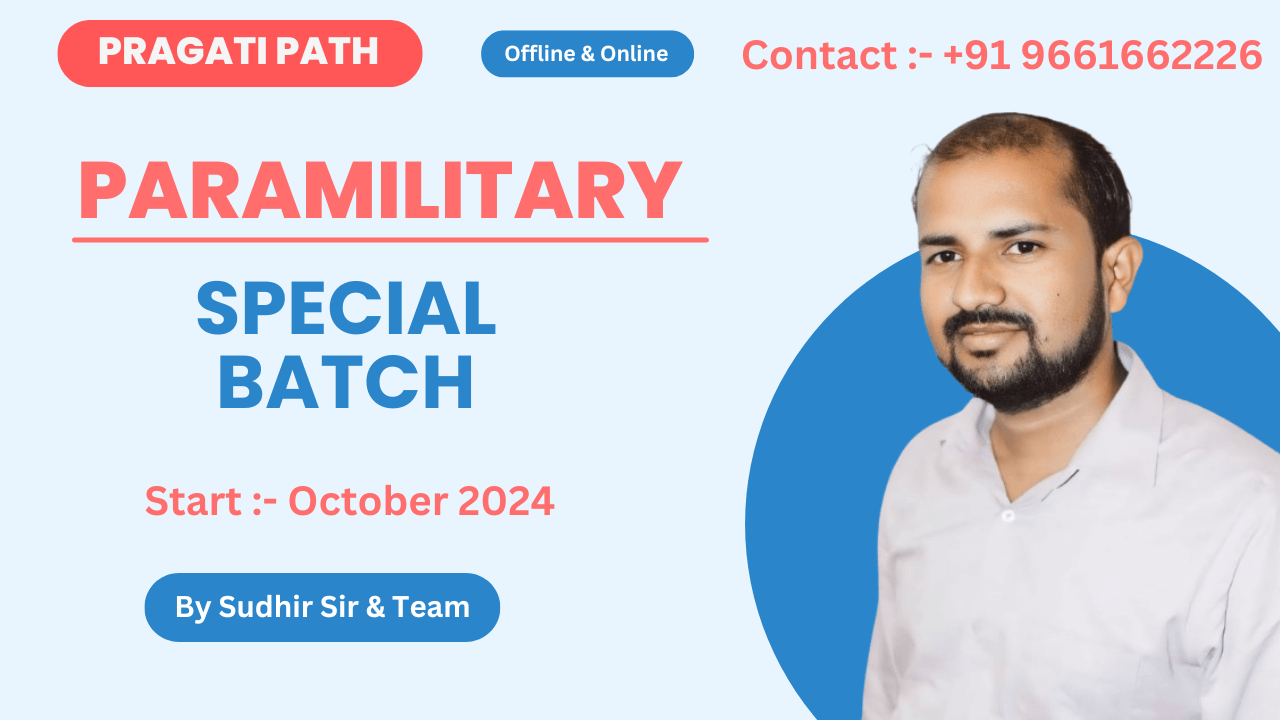 PRAGATI PATH
Offline & Online
Contact :- +91 9661662226
PARAMILITARY
SPECIAL
BATCH
Start :- October 2024
By Sudhir Sir & Team